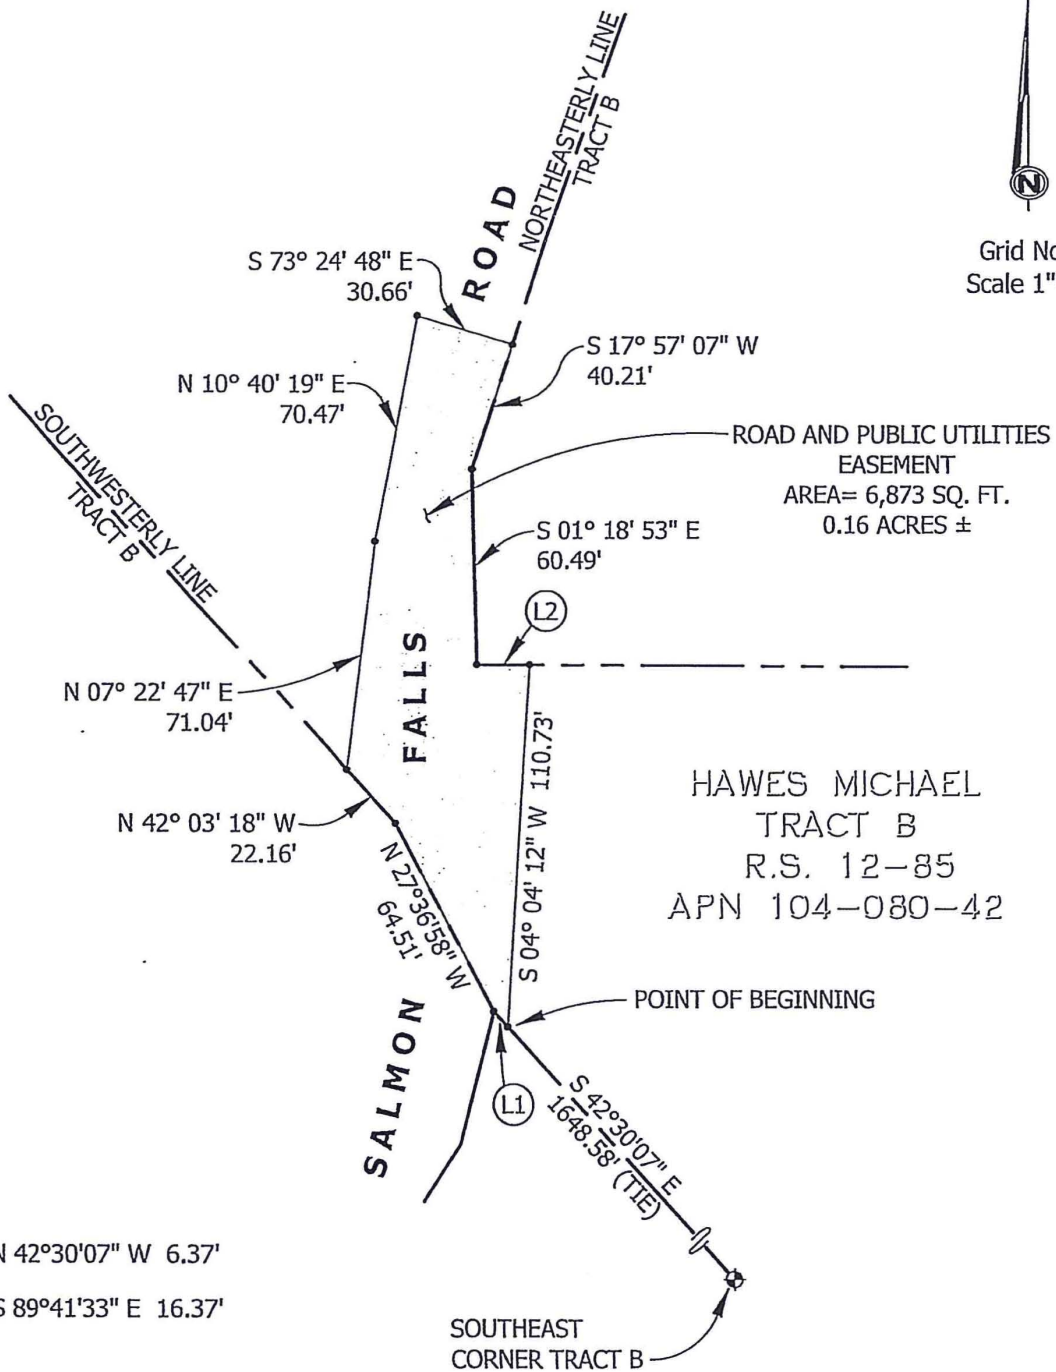 NORTHEASTERLY LINE
TRACT B
N
Grid No
Scale 1"
S 73° 24' 48" E
30.66'
ROAD
S 17° 57' 07" W
40.21'
N 10° 40' 19" E
70.47'
SOUTHWESTERLY LINE
TRACT B
ROAD AND PUBLIC UTILITIES
EASEMENT
AREA= 6,873 SQ. FT.
0.16 ACRES ±
S 01° 18' 53" E
60.49'
L2
FALLS
N 07° 22' 47" E
71.04'
S 04° 04' 12" W 110.73'
HAWES MICHAEL
TRACT B
R.S. 12-85
APN 104-080-42
N 42° 03' 18" W
22.16'
N 27°36'58" W
64.51'
POINT OF BEGINNING
SALMON
L1
S 42°30'07" E
1648.58' (TIE)
N 42°30'07" W 6.37'
S 89°41'33" E 16.37'
SOUTHEAST
CORNER TRACT B